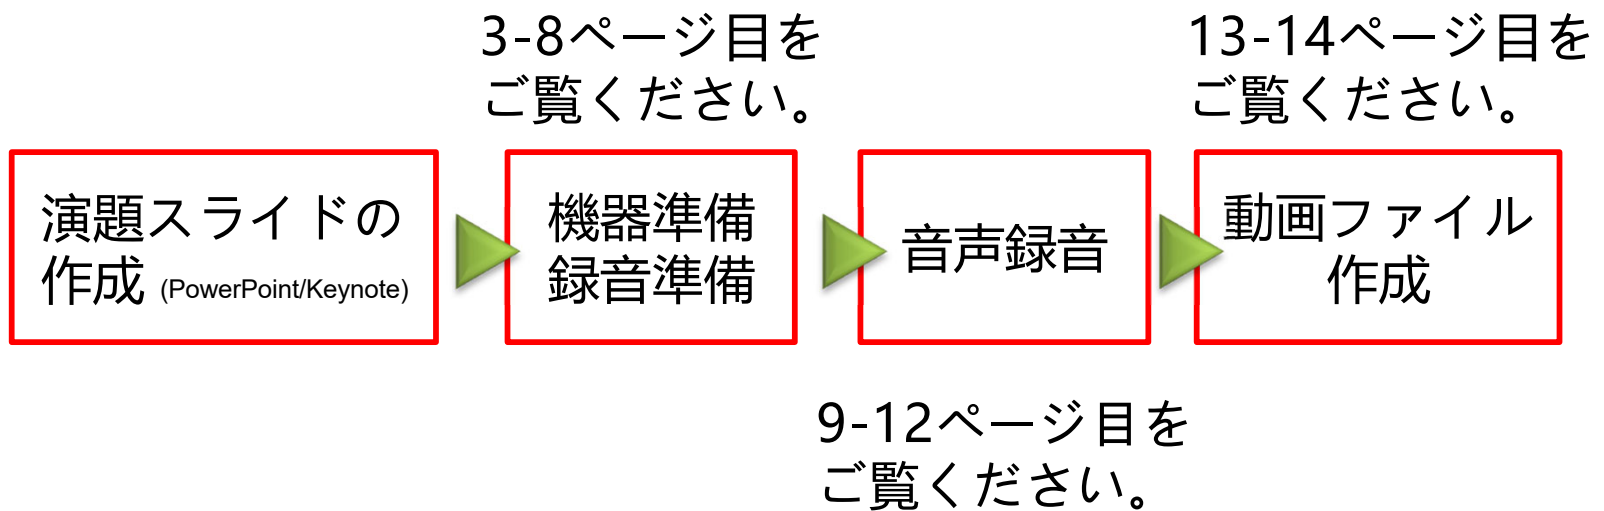 3-8ページ目を
ご覧ください。
13-14ページ目を
ご覧ください。
演題スライドの
作成 (PowerPoint/Keynote)
機器準備
録音準備
音声録音
動画ファイル
作成
9-12ページ目を
ご覧ください。